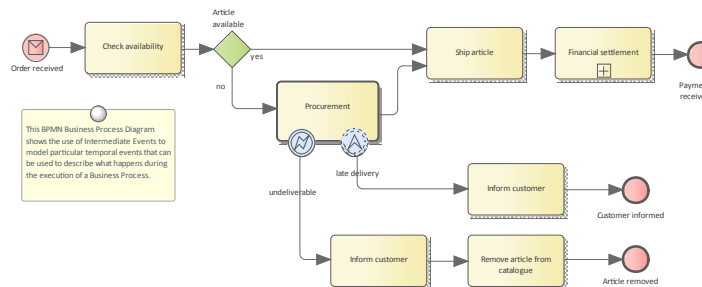 Article
available
Order received
Check availability
yes
no
Ship article
Financial settlement
Procurement
This BPMN Business Process Diagram
shows the use of Intermediate Events to
model particular temporal events that can
be used to describe what happens during
the execution of a Business Process.
late delivery
undeliverable
Inform customer
Customer informed
Inform customer
Remove article from
catalogue
Article removed